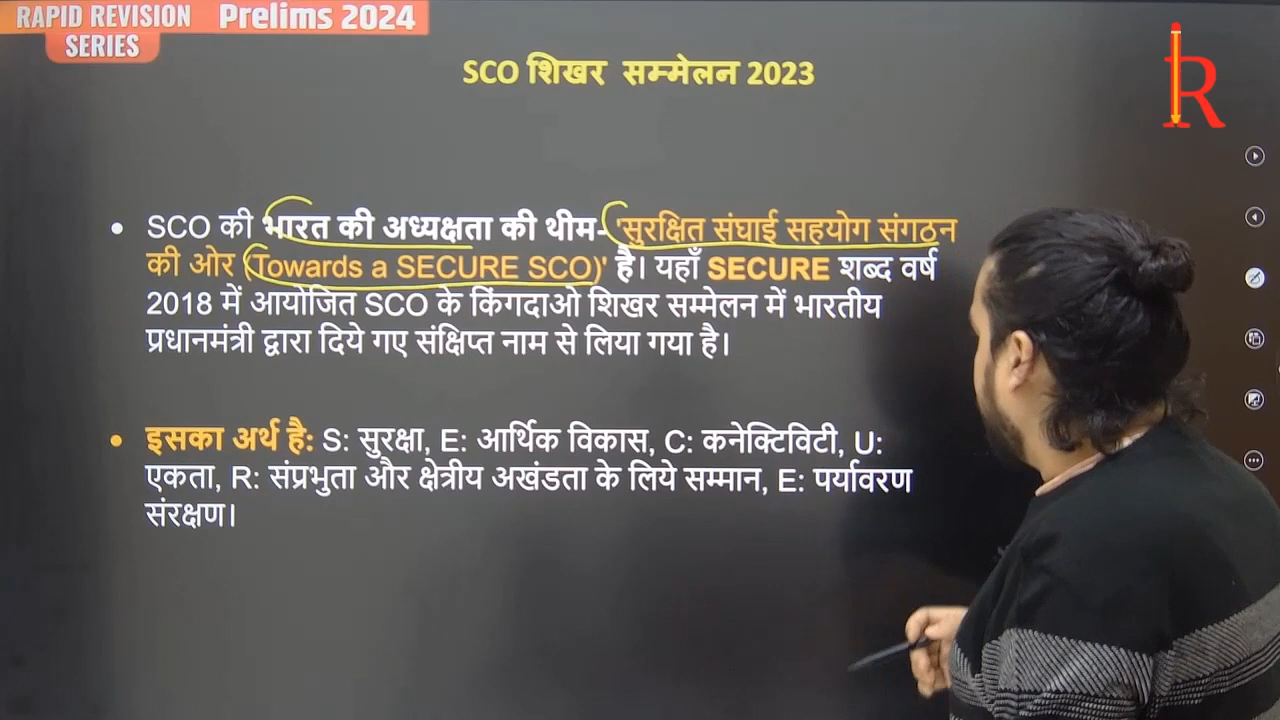 RAPID REVISION
SERIES
Prelims 2024
R
SCO शिखर सम्मेलन 2023
• SCO की भारत की अध्यक्षता की थीम- 'सुरक्षित संघाई सहयोग संगठन
की ओर (Towards a SECURE SCO)' है। यहाँ SECURE शब्द वर्ष
2018 में आयोजित SCO के किंगदाओ शिखर सम्मेलन में भारतीय
प्रधानमंत्री द्वारा दिये गए संक्षिप्त नाम से लिया गया है।
• इसका अर्थ है: S: सुरक्षा, E: आर्थिक विकास, C: कनेक्टिविटी, U:
एकता, R: संप्रभुता और क्षेत्रीय अखंडता के लिये सम्मान, E: पर्यावरण
संरक्षण।